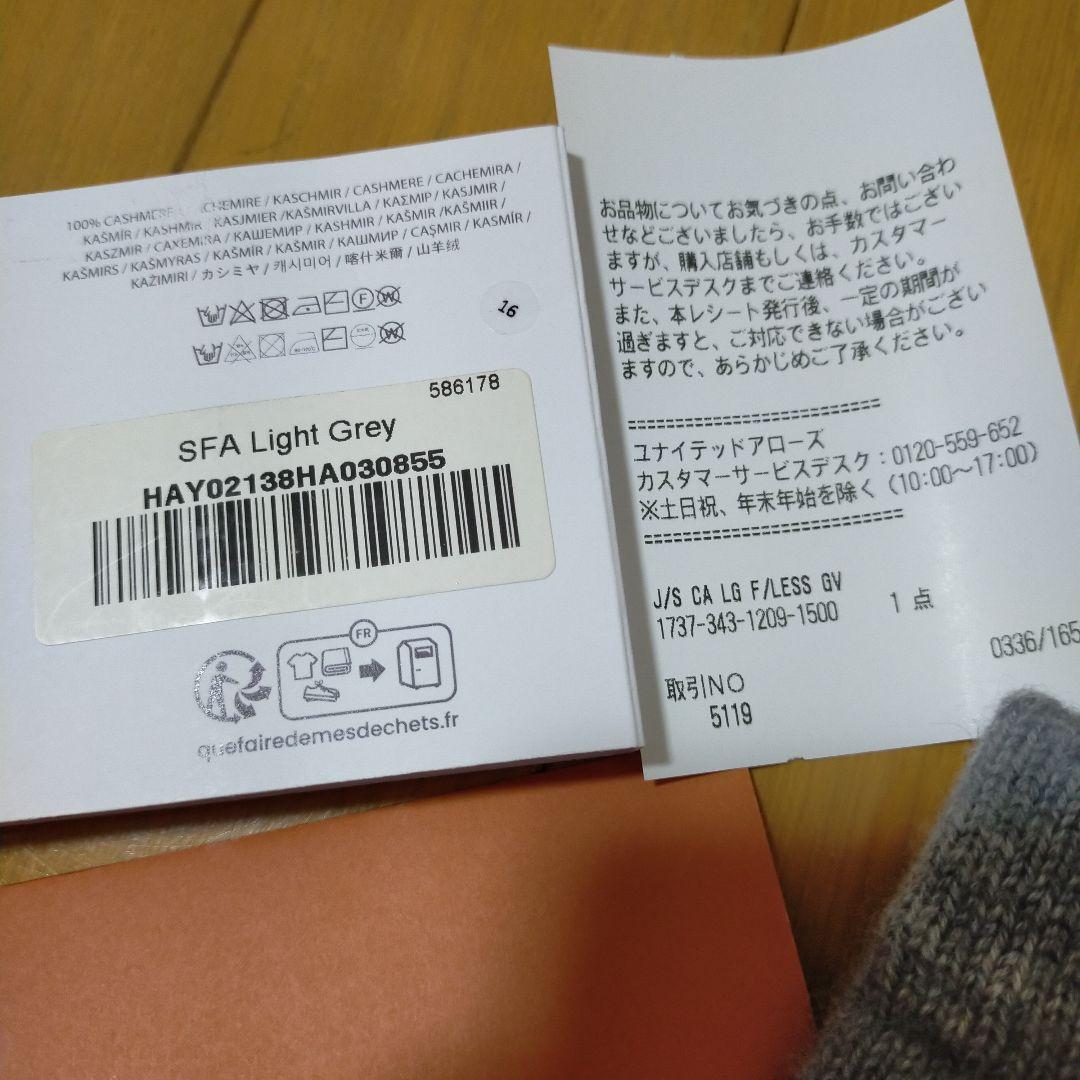 100% CASHMERE / CACHEMIRE / KASCHMIR / CASHMERE / CACHEMIRA /
KAŠMÍR / KASHMIR / KASJMIER /KAŠMIRVILLA / ΚΑΣΜΙΡ / KASJMIR /
KASZMIR / CAXEMIRA / КАШЕМИР / KASHMIR / KAŠMIR /KAŠMIIR /
KAŠMIRS / KAŠMYRAS / KAŠMÍR / KAŠMIR / КАШМИР / CAŞMIR / KASMÍR /
KAŽIMIRI / カシミヤ / 캐시미어 / 喀什米爾 / 山羊绒
16
586178
SFA Light Grey
HAY02138HA030855
FR
quefairedemesdechets.fr
お品物についてお気づきの点、お問い合わ
せなどございましたら、お手数ではござい
ますが、購入店舗もしくは、カスタマー
サービスデスクまでご連絡ください。
また、本レシート発行後、一定の期間が
過ぎますと、ご対応できない場合がござい
ますので、あらかじめご了承ください。
ユナイテッドアローズ
カスタマーサービスデスク：0120-559-652
※土日祝、年末年始を除く（10:00～17:00）
J/S CA LG F/LESS GV
1737-343-1209-1500 1 点
0336/165
取引NO
5119